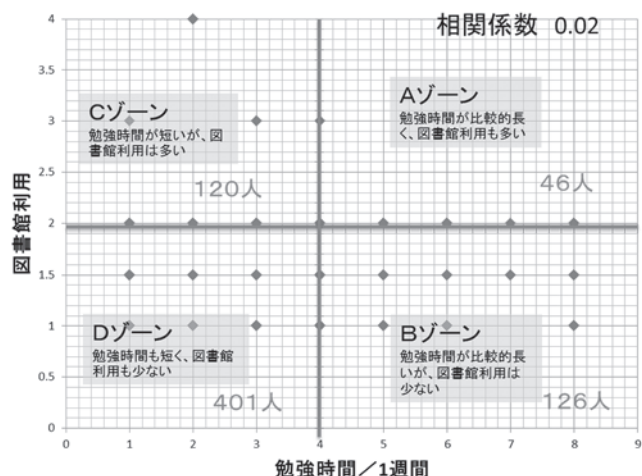 相関係数 0.02
図書館利用
4
3.5
3
2.5
2
1.5
1
0.5
0
Cゾーン
勉強時間が短いが、図
書館利用は多い
120人
Aゾーン
勉強時間が比較的長
く、図書館利用も多い
46人
Dゾーン
勉強時間も短く、図書館
利用も少ない
401人
Bゾーン
勉強時間が比較的長
いが、図書館利用は
少ない
126人
0 1 2 3 4 5 6 7 8 9
勉強時間/1週間